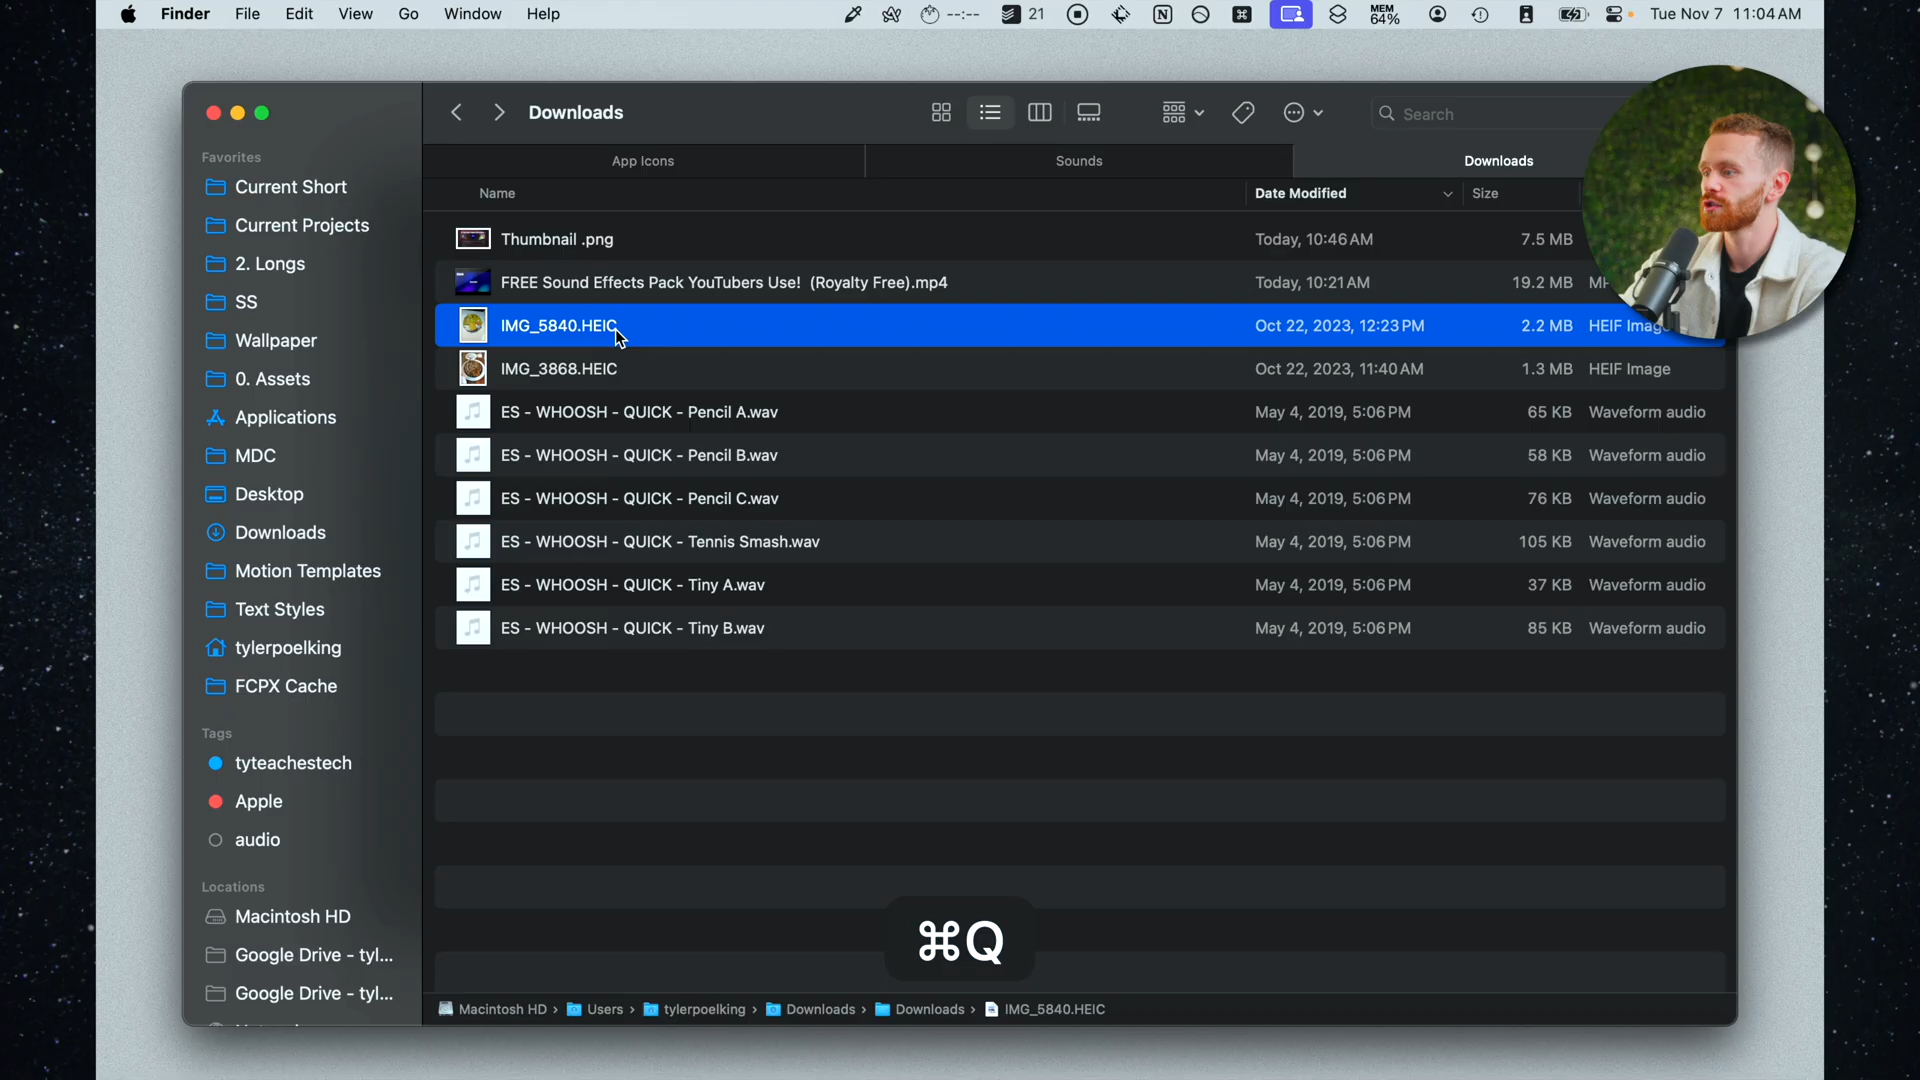 Finder File Edit View Go Window Help --:-- 21 MEM 64% Tue Nov 7 11:04 AM
Downloads
Search
App Icons Sounds Downloads
Name Date Modified Size
Thumbnail .png Today, 10:46 AM 7.5 MB
FREE Sound Effects Pack YouTubers Use! (Royalty Free).mp4 Today, 10:21 AM 19.2 MB
IMG_5840.HEIC Oct 22, 2023, 12:23 PM 2.2 MB HEIF Image
IMG_3868.HEIC Oct 22, 2023, 11:40 AM 1.3 MB HEIF Image
ES - WHOOSH - QUICK - Pencil A.wav May 4, 2019, 5:06 PM 65 KB Waveform audio
ES - WHOOSH - QUICK - Pencil B.wav May 4, 2019, 5:06 PM 58 KB Waveform audio
ES - WHOOSH - QUICK - Pencil C.wav May 4, 2019, 5:06 PM 76 KB Waveform audio
ES - WHOOSH - QUICK - Tennis Smash.wav May 4, 2019, 5:06 PM 105 KB Waveform audio
ES - WHOOSH - QUICK - Tiny A.wav May 4, 2019, 5:06 PM 37 KB Waveform audio
ES - WHOOSH - QUICK - Tiny B.wav May 4, 2019, 5:06 PM 85 KB Waveform audio
Favorites
Current Short
Current Projects
2. Longs
SS
Wallpaper
0. Assets
Applications
MDC
Desktop
Downloads
Motion Templates
Text Styles
tylerpoelking
FCPX Cache
Tags
tyteachestech
Apple
audio
Locations
Macintosh HD
Google Drive - tyl...
Google Drive - tyl...
⌘Q
Macintosh HD › Users › tylerpoelking › Downloads › Downloads › IMG_5840.HEIC